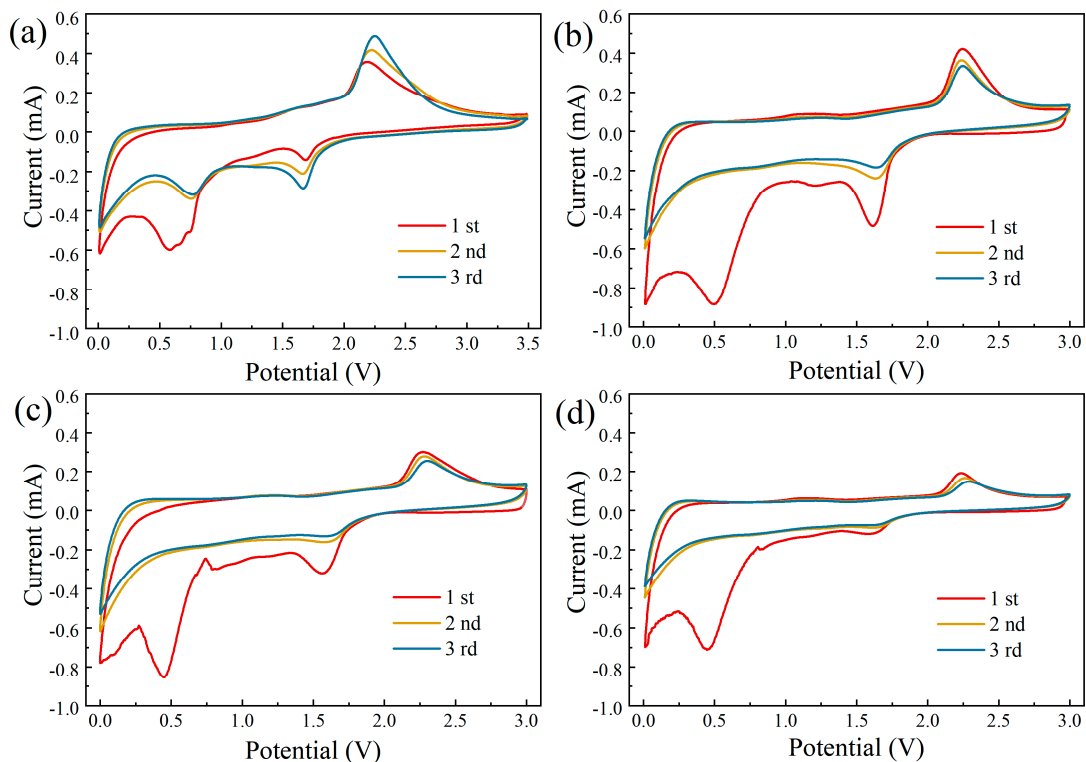 (a)
0.6
0.4
0.2
0.0
-0.2
-0.4
-0.6
-0.8
-1.0
Current (mA)
1 st
2 nd
3 rd
0.0 0.5 1.0 1.5 2.0 2.5 3.0 3.5
Potential (V)
(b)
0.6
0.4
0.2
0.0
-0.2
-0.4
-0.6
-0.8
-1.0
Current (mA)
1 st
2 nd
3 rd
0.0 0.5 1.0 1.5 2.0 2.5 3.0
Potential (V)
(c)
0.6
0.4
0.2
0.0
-0.2
-0.4
-0.6
-0.8
-1.0
Current (mA)
1 st
2 nd
3 rd
0.0 0.5 1.0 1.5 2.0 2.5 3.0
Potential (V)
(d)
0.6
0.4
0.2
0.0
-0.2
-0.4
-0.6
-0.8
-1.0
Current (mA)
1 st
2 nd
3 rd
0.0 0.5 1.0 1.5 2.0 2.5 3.0
Potential (V)